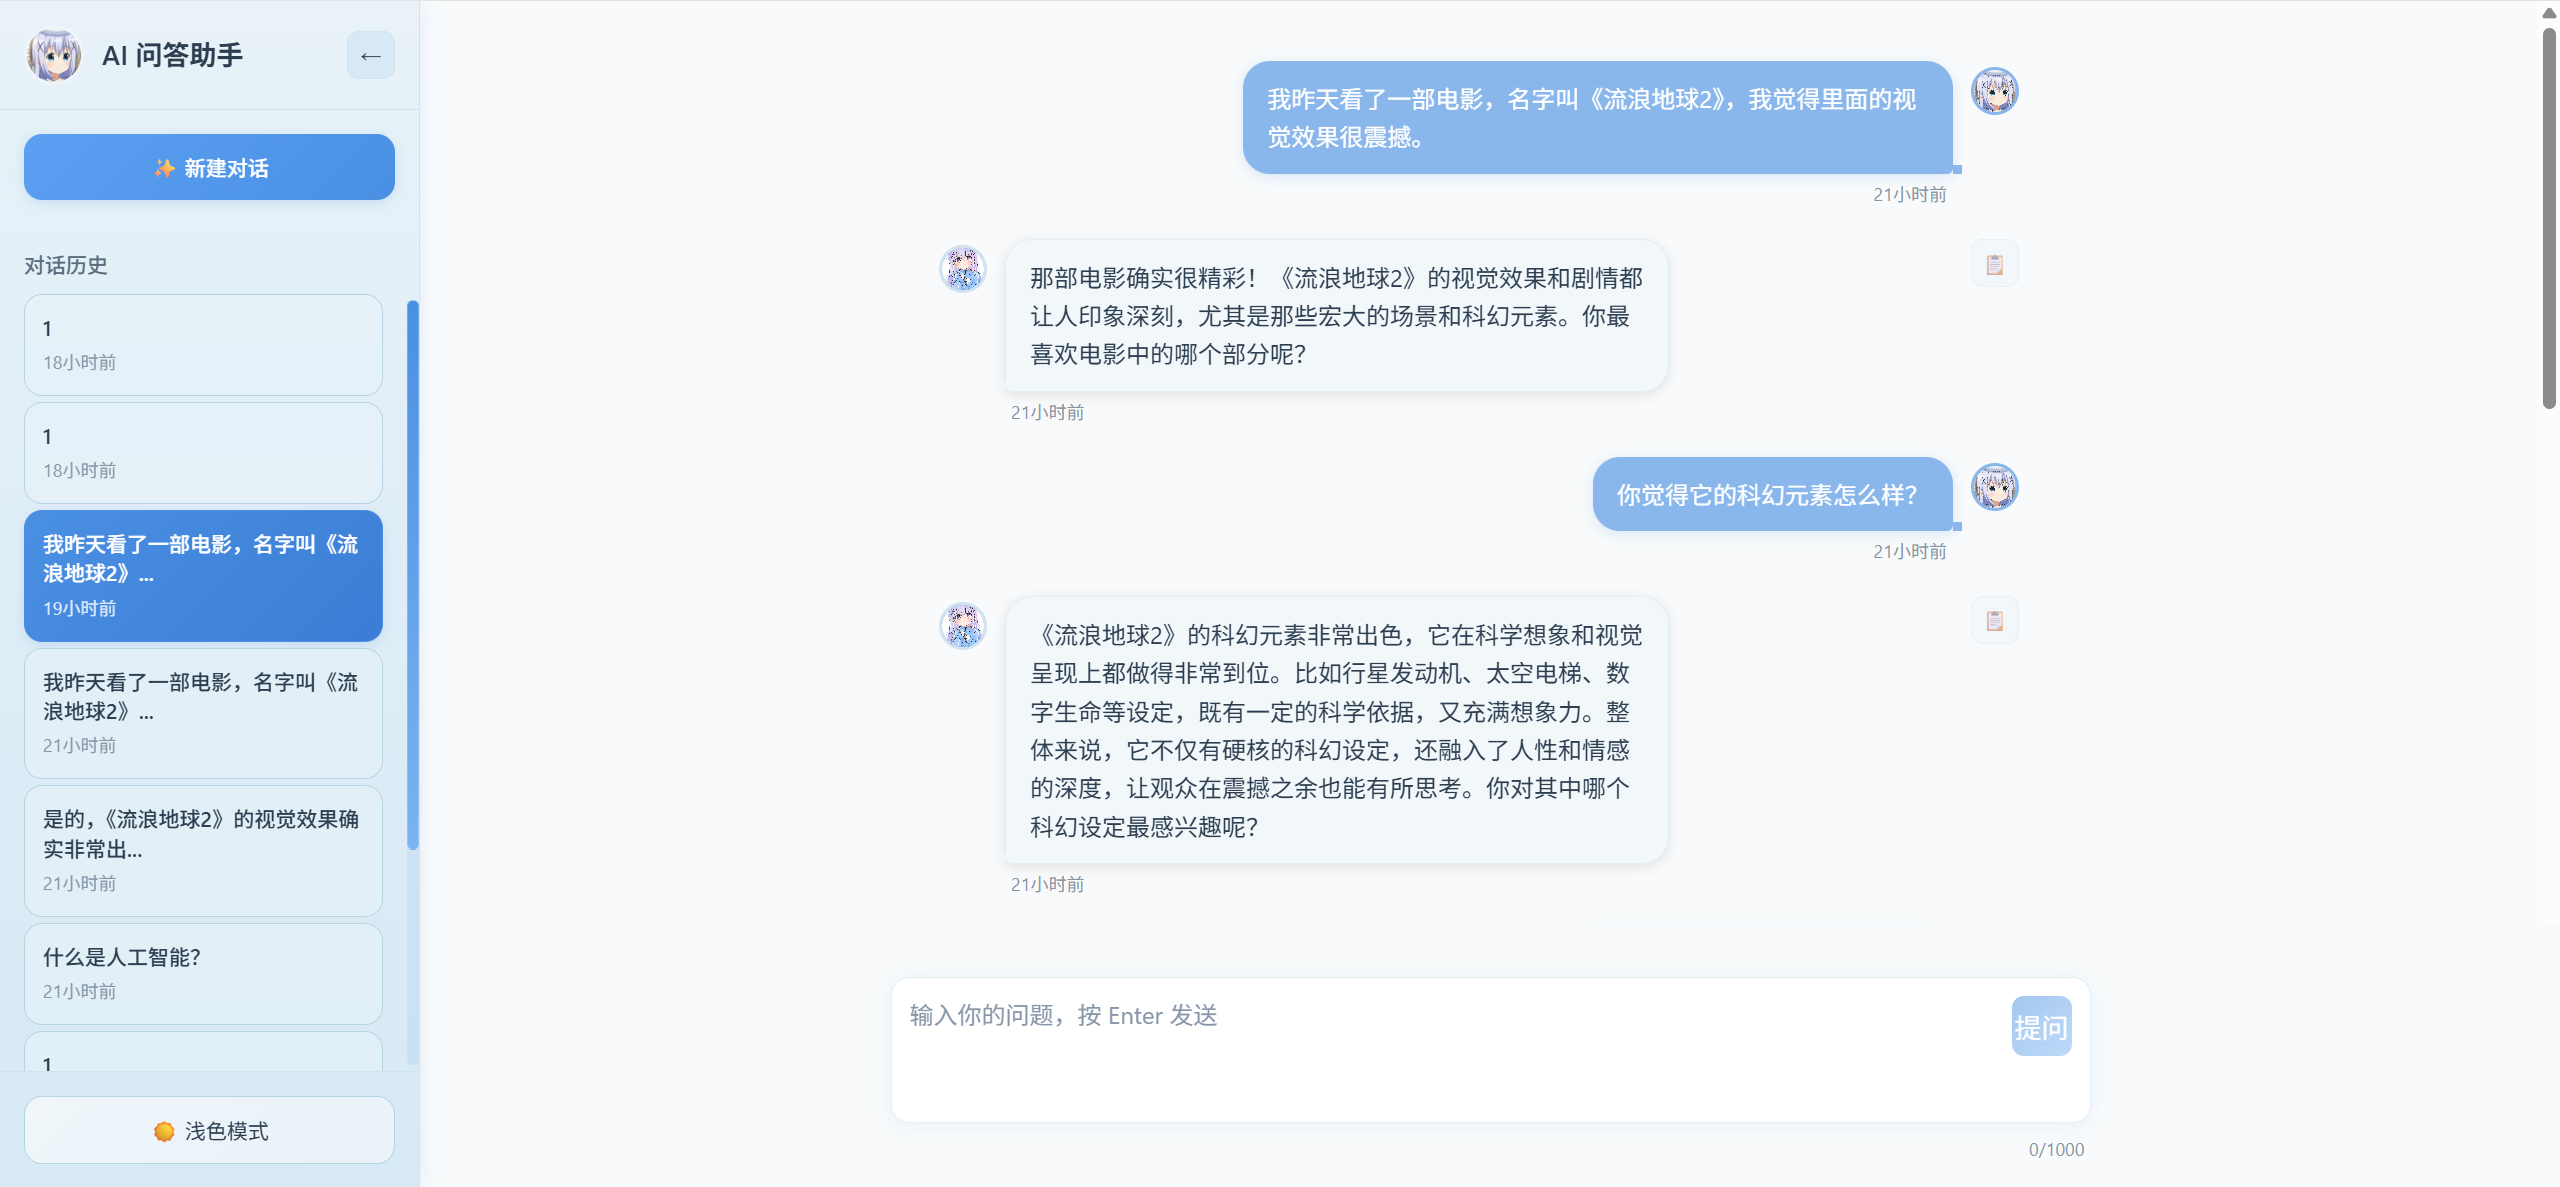 AI 问答助手
←
✨ 新建对话
对话历史
1
18小时前
1
18小时前
我昨天看了一部电影，名字叫《流
浪地球2》...
19小时前
我昨天看了一部电影，名字叫《流
浪地球2》...
21小时前
是的，《流浪地球2》的视觉效果确
实非常出...
21小时前
什么是人工智能？
21小时前
1
浅色模式
我昨天看了一部电影，名字叫《流浪地球2》，我觉得里面的视
觉效果很震撼。
21小时前
那部电影确实很精彩！《流浪地球2》的视觉效果和剧情都
让人印象深刻，尤其是那些宏大的场景和科幻元素。你最
喜欢电影中的哪个部分呢？
21小时前
你觉得它的科幻元素怎么样？
21小时前
《流浪地球2》的科幻元素非常出色，它在科学想象和视觉
呈现上都做得非常到位。比如行星发动机、太空电梯、数
字生命等设定，既有一定的科学依据，又充满想象力。整
体来说，它不仅有硬核的科幻设定，还融入了人性和情感
的深度，让观众在震撼之余也能有所思考。你对其中哪个
科幻设定最感兴趣呢？
21小时前
输入你的问题，按 Enter 发送
提问
0/1000